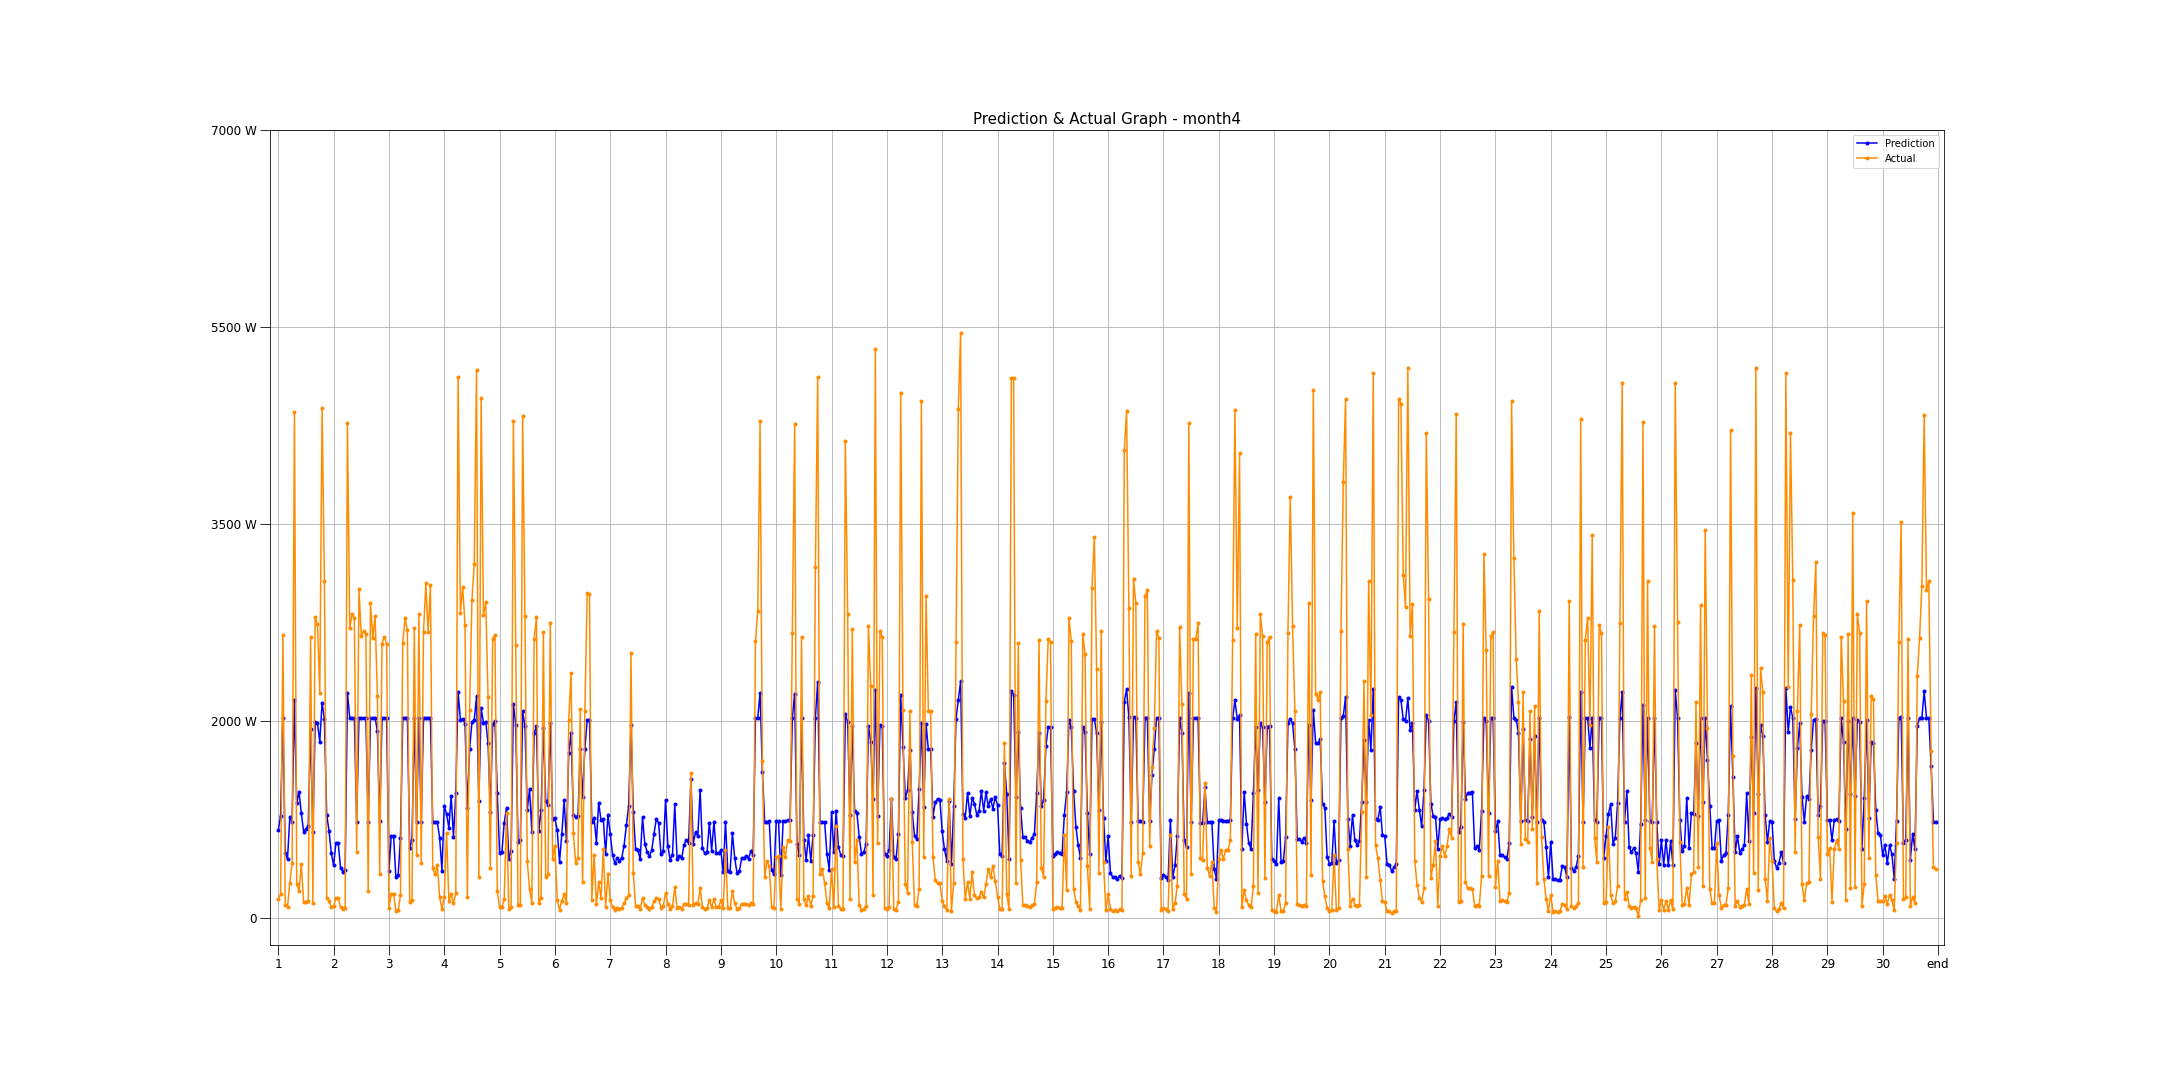 Prediction & Actual Graph - month4
7000 W
5500 W
3500 W
2000 W
0
Prediction
Actual
1 2 3 4 5 6 7 8 9 10 11 12 13 14 15 16 17 18 19 20 21 22 23 24 25 26 27 28 29 30 end